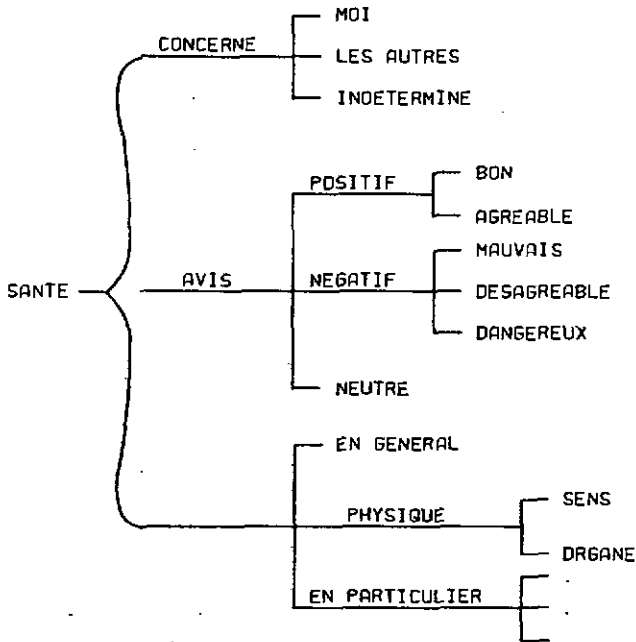 MOI
CONCERNE
LES AUTRES
INDETERMINE
BON
POSITIF
AGREABLE
MAUVAIS
SANTE
AVIS
NEGATIF
DESAGREABLE
DANGEREUX
NEUTRE
EN GENERAL
SENS
PHYSIQUE
DRGANE
EN PARTICULIER